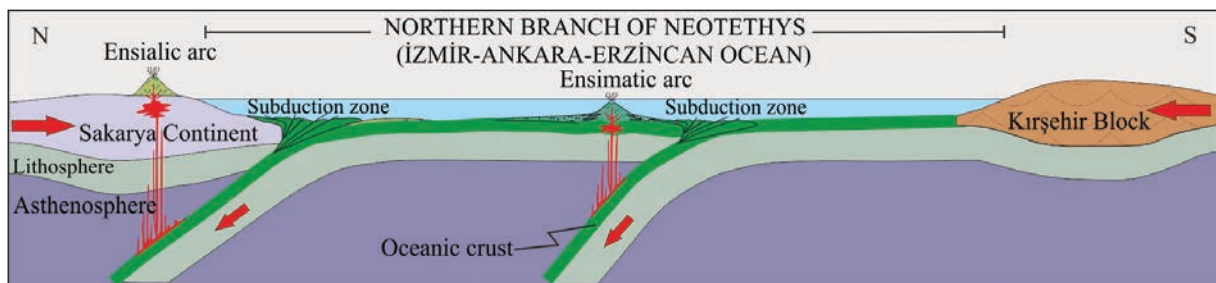 N
NORTHERN BRANCH OF NEOTETHYS
S
(İZMİR-ANKARA-ERZİNCAN OCEAN)
Ensialic arc
Ensimatic arc
Subduction zone
Subduction zone
Sakarya Continent
Kırşehir Block
Lithosphere
Asthenosphere
Oceanic crust